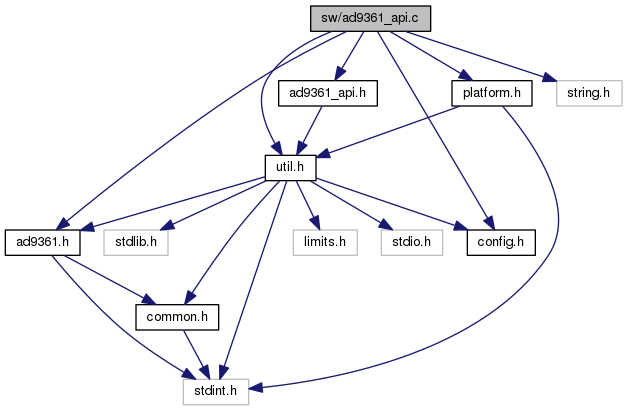 sw/ad9361_api.c
ad9361_api.h
platform.h
string.h
util.h
ad9361.h
stdlib.h
limits.h
stdio.h
config.h
common.h
stdint.h